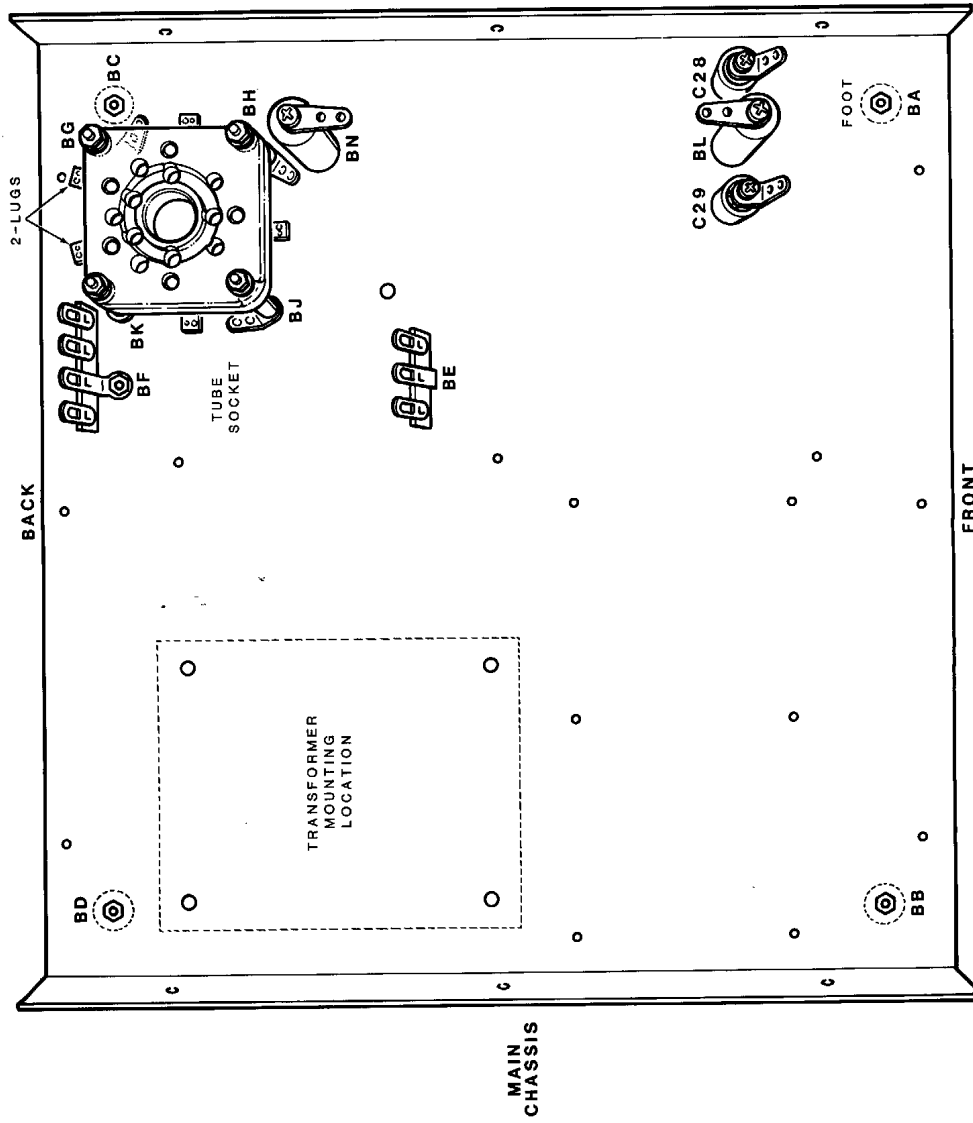 2-LUGS
BC
BG
BH
BN
BK
BJ
BF
TUBE
SOCKET
BE
C28
BL
C29
FOOT
BA
BACK
FRONT
TRANSFORMER
MOUNTING
LOCATION
BD
BB
MAIN
CHASSIS